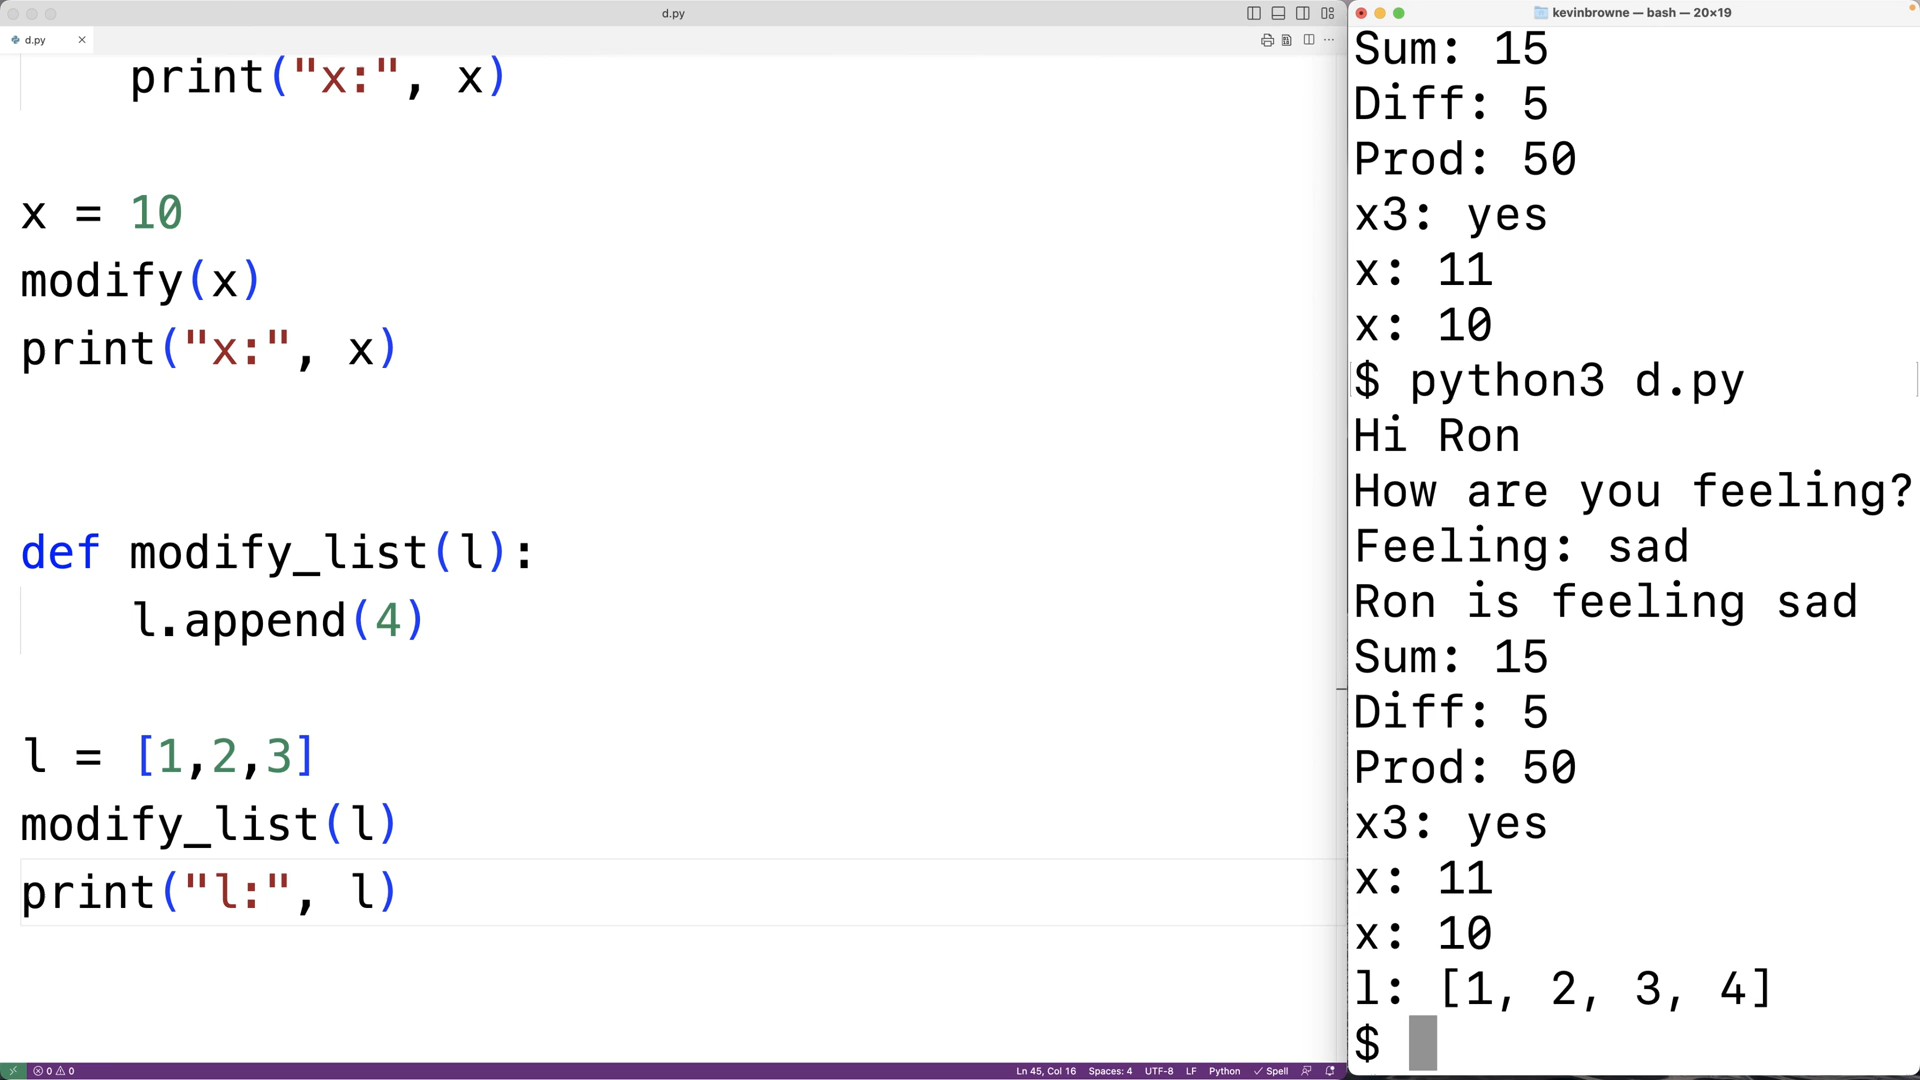 d.py
d.py
print("x:", x)
x = 10
modify(x)
print("x:", x)
def modify_list(l):
l.append(4)
l = [1,2,3]
modify_list(l)
print("l:", l)
0 0
Ln 45, Col 16 Spaces: 4 UTF-8 LF Python Spell
kevinbrowne — bash — 20×19
Sum: 15
Diff: 5
Prod: 50
x3: yes
x: 11
x: 10
$ python3 d.py
Hi Ron
How are you feeling?
Feeling: sad
Ron is feeling sad
Sum: 15
Diff: 5
Prod: 50
x3: yes
x: 11
x: 10
l: [1, 2, 3, 4]
$